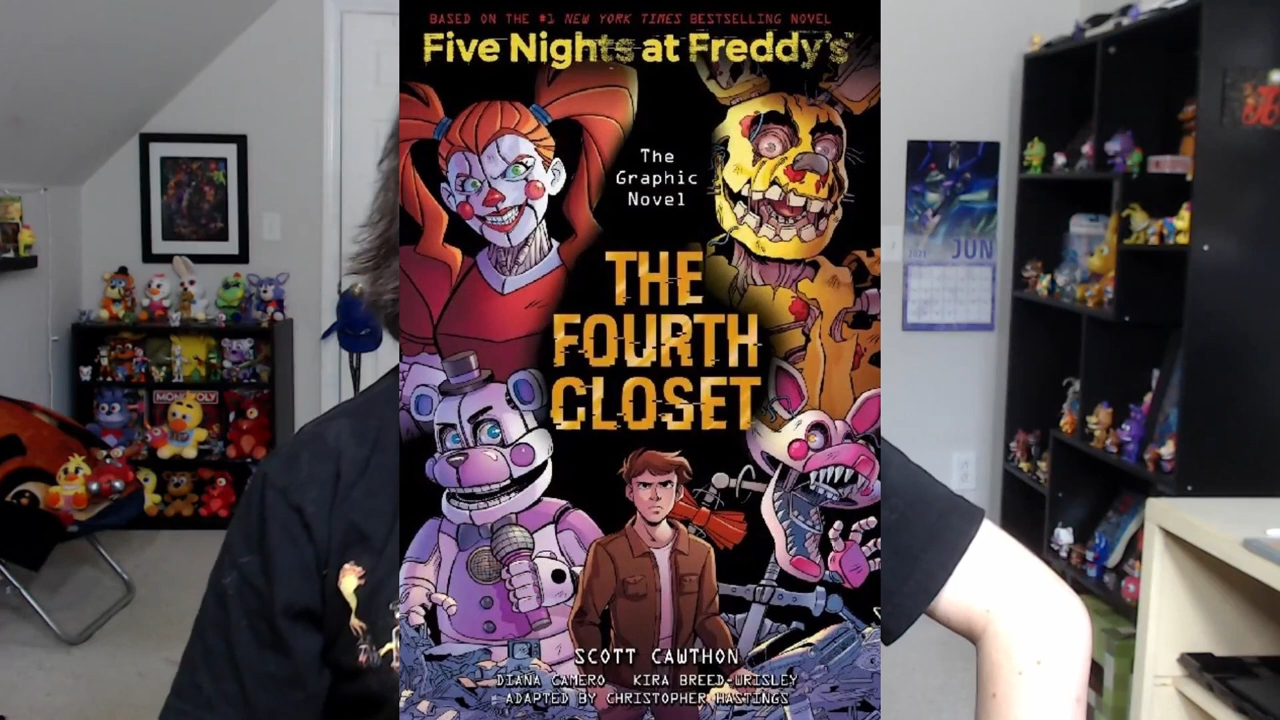 BASED ON THE #1 NEW YORK TIMES BESTSELLING NOVEL
Five Nights at Freddy's™
The
Graphic
Novel
THE
FOURTH
CLOSET
SCOTT CAWTHON
DIANA CAMERO KIRA BREED-WRISLEY
ADAPTED BY CHRISTOPHER HASTINGS
MONOPOLY
JUN